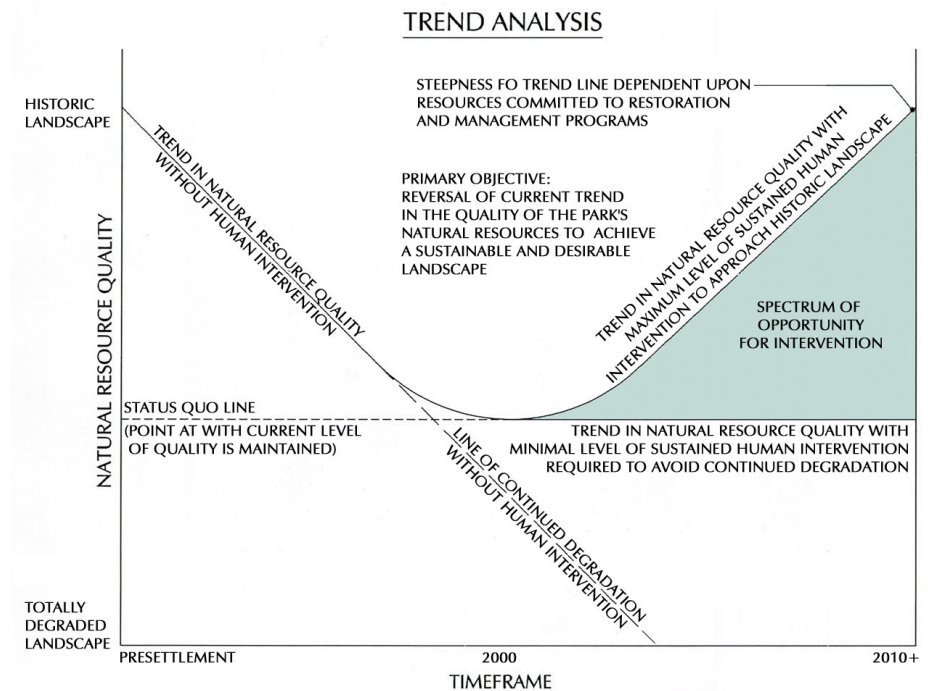 TREND ANALYSIS
STEEPNESS FO TREND LINE DEPENDENT UPON
RESOURCES COMMITTED TO RESTORATION
AND MANAGEMENT PROGRAMS
HISTORIC
LANDSCAPE
TREND IN NATURAL RESOURCE QUALITY
WITHOUT HUMAN INTERVENTION
PRIMARY OBJECTIVE:
REVERSAL OF CURRENT TREND
IN THE QUALITY OF THE PARK'S
NATURAL RESOURCES TO ACHIEVE
A SUSTAINABLE AND DESIRABLE
LANDSCAPE
TREND IN NATURAL RESOURCE QUALITY WITH
MAXIMUM LEVEL OF SUSTAINED HUMAN
INTERVENTION TO APPROACH HISTORIC LANDSCAPE
SPECTRUM OF
OPPORTUNITY
FOR INTERVENTION
NATURAL RESOURCE QUALITY
STATUS QUO LINE
(POINT AT WITH CURRENT LEVEL
OF QUALITY IS MAINTAINED)
TREND IN NATURAL RESOURCE QUALITY WITH
MINIMAL LEVEL OF SUSTAINED HUMAN INTERVENTION
REQUIRED TO AVOID CONTINUED DEGRADATION
LINE OF CONTINUED DEGRADATION
WITHOUT HUMAN INTERVENTION
TOTALLY
DEGRADED
LANDSCAPE
PRESETTLEMENT
2000
2010+
TIMEFRAME